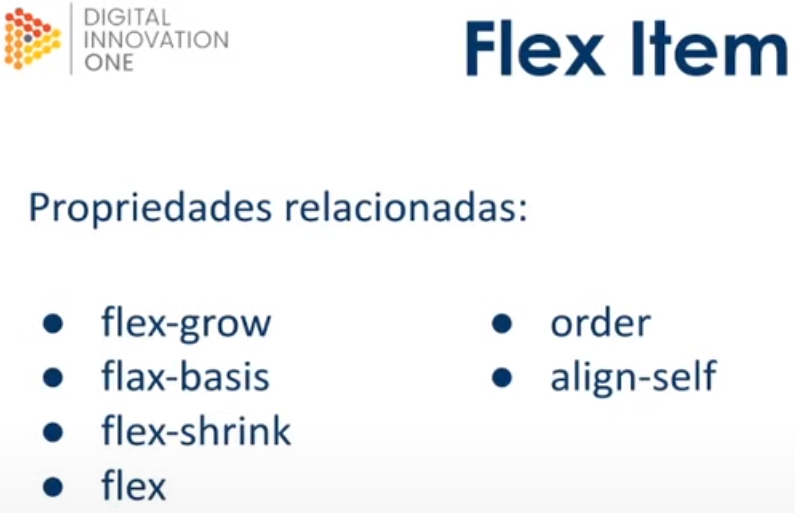 DIGITAL
INNOVATION
ONE
Flex Item
Propriedades relacionadas:
● flex-grow
● flax-basis
● flex-shrink
● flex
● order
● align-self